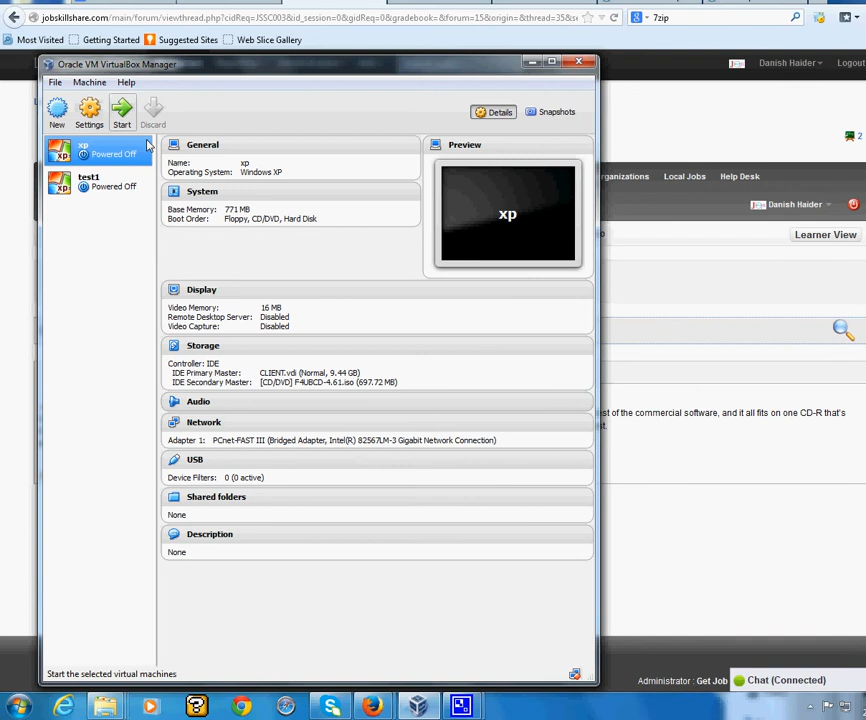 jobskillshare.org/main/forum/viewthread.php?cidReq=JSSC003&id_session=0&gidReq=0&gradebook=&forum=15&origin=&thread=35&se
7zip
Most Visited Getting Started Suggested Sites Web Slice Gallery
Oracle VM VirtualBox Manager
Danish Haider Logout
File Machine Help
New Settings Start Discard
Details Snapshots
2
xp
Powered Off
test1
Powered Off
General
Name: xp
Operating System: Windows XP
System
Base Memory: 771 MB
Boot Order: Floppy, CD/DVD, Hard Disk
Preview
xp
rganizations Local Jobs Help Desk
Danish Haider
Learner View
Display
Video Memory: 16 MB
Remote Desktop Server: Disabled
Video Capture: Disabled
Storage
Controller: IDE
IDE Primary Master: CLIENT.vdi (Normal, 9.44 GB)
IDE Secondary Master: [CD/DVD] F4UBCD-4.61.iso (697.72 MB)
Audio
st of the commercial software, and it all fits on one CD-R that's
Network
Adapter 1: PCnet-FAST III (Bridged Adapter, Intel(R) 82567LM-3 Gigabit Network Connection)
USB
Device Filters: 0 (0 active)
Shared folders
None
Description
None
Start the selected virtual machines
Administrator : Get Job
Chat (Connected)